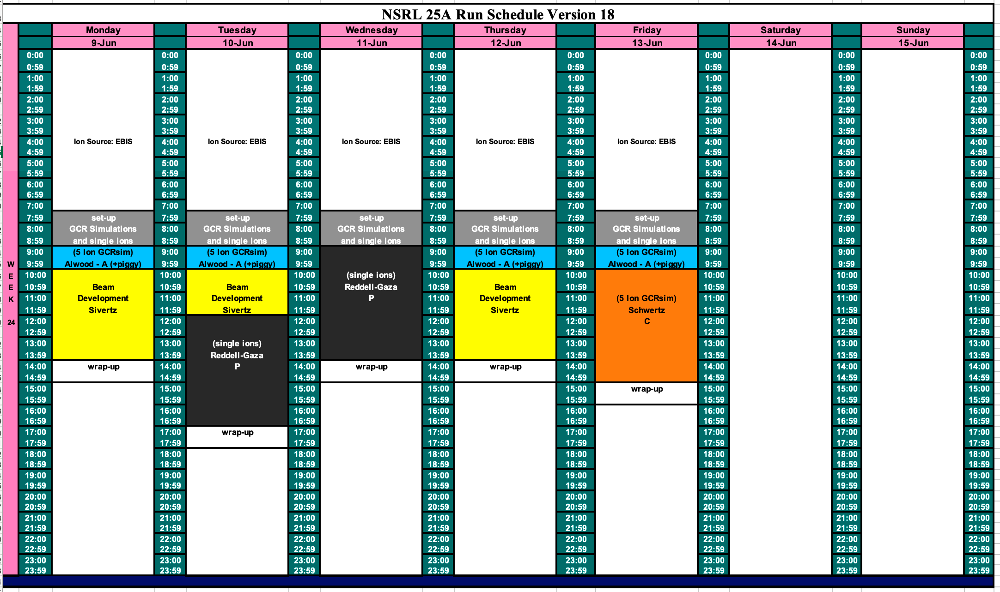 NSRL 25A Run Schedule Version 18
Monday Tuesday Wednesday Thursday Friday Saturday Sunday
9-Jun 10-Jun 11-Jun 12-Jun 13-Jun 14-Jun 15-Jun
0:00 0:00 0:00 0:00 0:00 0:00 0:00 0:00
0:59 0:59 0:59 0:59 0:59 0:59 0:59 0:59
1:00 1:00 1:00 1:00 1:00 1:00 1:00 1:00
1:59 1:59 1:59 1:59 1:59 1:59 1:59 1:59
2:00 2:00 2:00 2:00 2:00 2:00 2:00 2:00
2:59 2:59 2:59 2:59 2:59 2:59 2:59 2:59
3:00 3:00 3:00 3:00 3:00 3:00 3:00 3:00
3:59 3:59 3:59 3:59 3:59 3:59 3:59 3:59
4:00 Ion Source: EBIS 4:00 Ion Source: EBIS 4:00 Ion Source: EBIS 4:00 Ion Source: EBIS 4:00 Ion Source: EBIS 4:00 4:00 4:00
4:59 4:59 4:59 4:59 4:59 4:59 4:59 4:59
5:00 5:00 5:00 5:00 5:00 5:00 5:00 5:00
5:59 5:59 5:59 5:59 5:59 5:59 5:59 5:59
6:00 6:00 6:00 6:00 6:00 6:00 6:00 6:00
6:59 6:59 6:59 6:59 6:59 6:59 6:59 6:59
7:00 7:00 7:00 7:00 7:00 7:00 7:00 7:00
7:59 set-up 7:59 set-up 7:59 set-up 7:59 set-up 7:59 set-up 7:59 7:59 7:59
8:00 GCR Simulations 8:00 GCR Simulations 8:00 GCR Simulations 8:00 GCR Simulations 8:00 GCR Simulations 8:00 8:00 8:00
8:59 and single ions 8:59 and single ions 8:59 and single ions 8:59 and single ions 8:59 and single ions 8:59 8:59 8:59
9:00 (5 Ion GCRsim) 9:00 (5 Ion GCRsim) 9:00 9:00 (5 Ion GCRsim) 9:00 (5 Ion GCRsim) 9:00 9:00 9:00
W 9:59 Alwood - A (+piggy) 9:59 Alwood - A (+piggy) 9:59 9:59 Alwood - A (+piggy) 9:59 Alwood - A (+piggy) 9:59 9:59 9:59
E 10:00 10:00 10:00 (single ions) 10:00 10:00 10:00 10:00 10:00
E 10:59 Beam 10:59 Beam 10:59 Reddell-Gaza 10:59 Beam 10:59 10:59 10:59 10:59
K 11:00 Development 11:00 Development 11:00 P 11:00 Development 11:00 (5 Ion GCRsim) 11:00 11:00 11:00
11:59 Sivertz 11:59 Sivertz 11:59 11:59 Sivertz 11:59 Schwertz 11:59 11:59 11:59
24 12:00 12:00 12:00 12:00 12:00 C 12:00 12:00 12:00
12:59 12:59 12:59 12:59 12:59 12:59 12:59 12:59
13:00 13:00 (single ions) 13:00 13:00 13:00 13:00 13:00 13:00
13:59 13:59 Reddell-Gaza 13:59 13:59 13:59 13:59 13:59 13:59
14:00 wrap-up 14:00 P 14:00 wrap-up 14:00 wrap-up 14:00 14:00 14:00 14:00
14:59 14:59 14:59 14:59 14:59 14:59 14:59 14:59
15:00 15:00 15:00 15:00 15:00 wrap-up 15:00 15:00 15:00
15:59 15:59 15:59 15:59 15:59 15:59 15:59 15:59
16:00 16:00 16:00 16:00 16:00 16:00 16:00 16:00
16:59 16:59 16:59 16:59 16:59 16:59 16:59 16:59
17:00 17:00 wrap-up 17:00 17:00 17:00 17:00 17:00 17:00
17:59 17:59 17:59 17:59 17:59 17:59 17:59 17:59
18:00 18:00 18:00 18:00 18:00 18:00 18:00 18:00
18:59 18:59 18:59 18:59 18:59 18:59 18:59 18:59
19:00 19:00 19:00 19:00 19:00 19:00 19:00 19:00
19:59 19:59 19:59 19:59 19:59 19:59 19:59 19:59
20:00 20:00 20:00 20:00 20:00 20:00 20:00 20:00
20:59 20:59 20:59 20:59 20:59 20:59 20:59 20:59
21:00 21:00 21:00 21:00 21:00 21:00 21:00 21:00
21:59 21:59 21:59 21:59 21:59 21:59 21:59 21:59
22:00 22:00 22:00 22:00 22:00 22:00 22:00 22:00
22:59 22:59 22:59 22:59 22:59 22:59 22:59 22:59
23:00 23:00 23:00 23:00 23:00 23:00 23:00 23:00
23:59 23:59 23:59 23:59 23:59 23:59 23:59 23:59